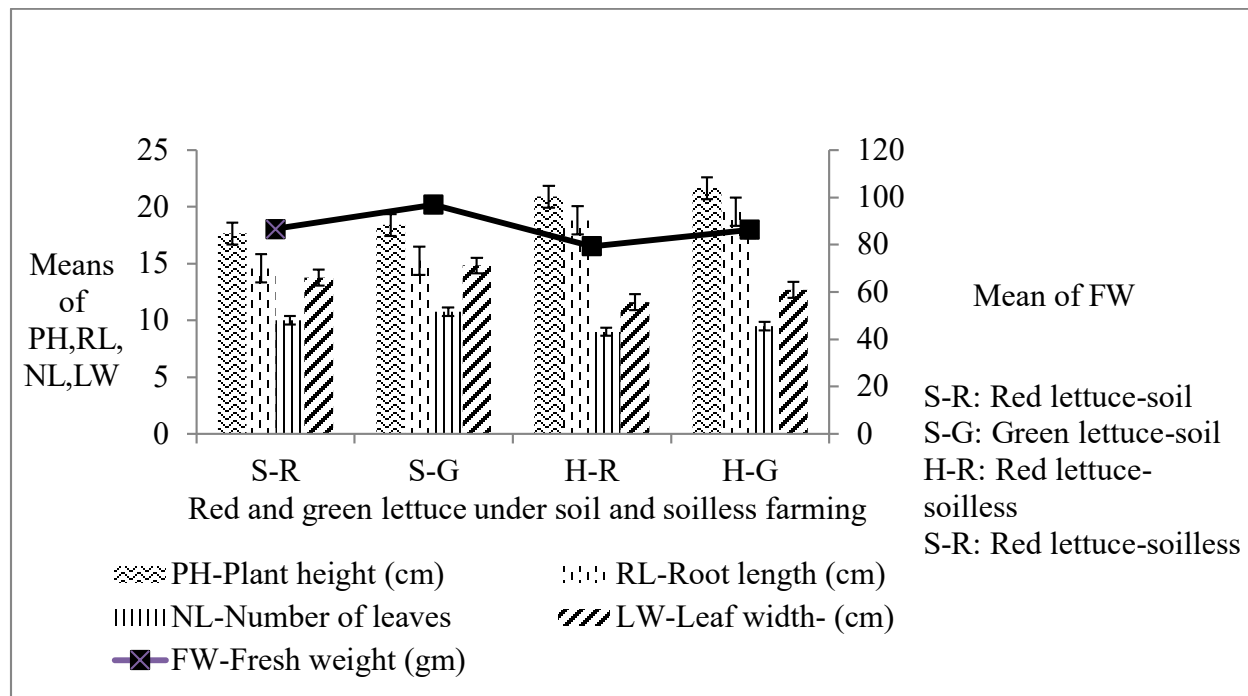 25
20
15
10
5
0
120
100
80
60
40
20
0
Means
of
PH,RL,
NL,LW
Mean of FW
S-R
S-G
H-R
H-G
Red and green lettuce under soil and soilless farming
S-R: Red lettuce-soil
S-G: Green lettuce-soil
H-R: Red lettuce-
soilless
S-R: Red lettuce-soilless
PH-Plant height (cm)
RL-Root length (cm)
NL-Number of leaves
LW-Leaf width- (cm)
FW-Fresh weight (gm)